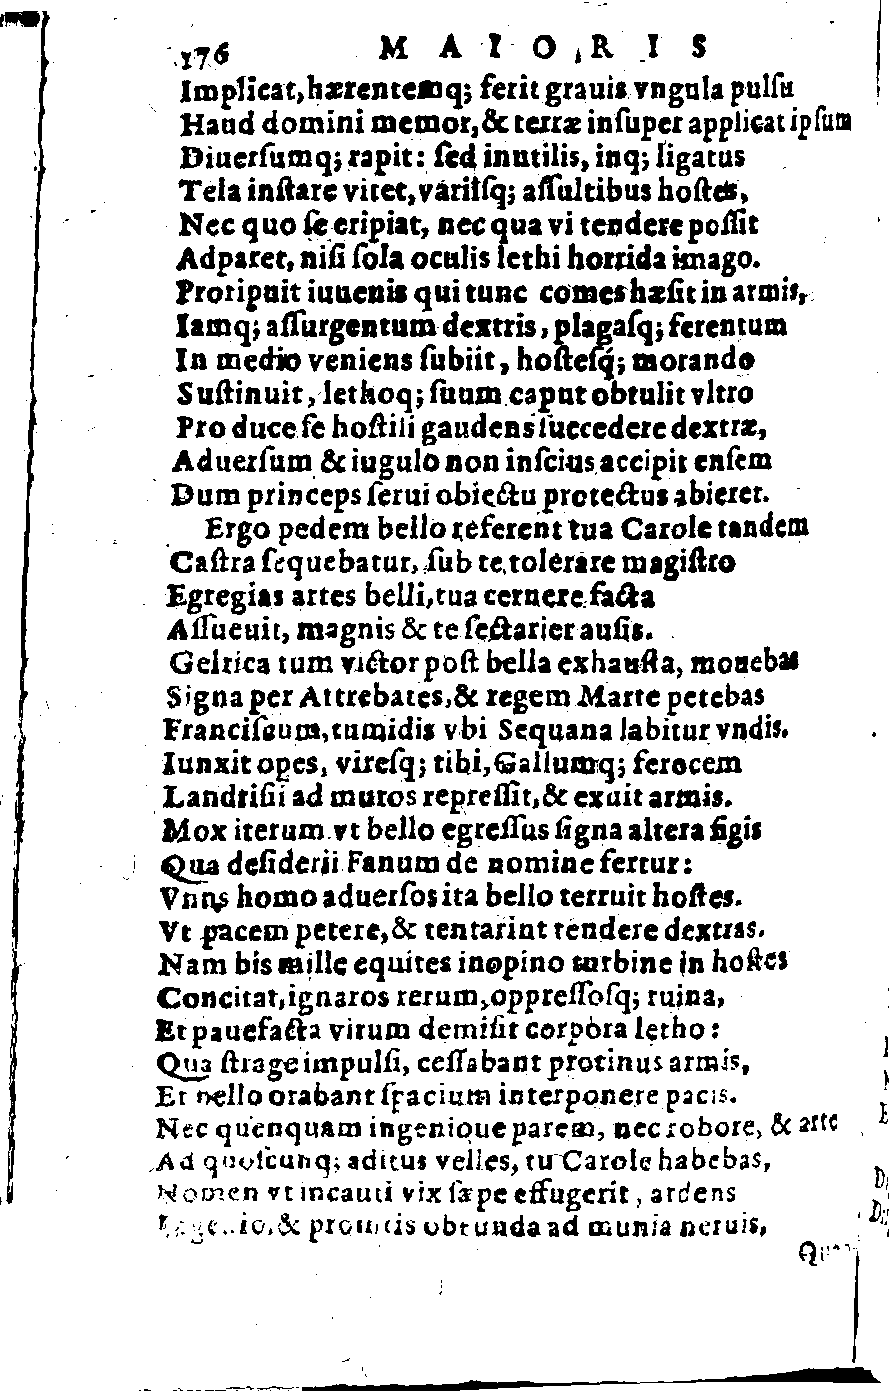 176 MAIORIS
Implicat, hærentemq; ferit grauis vngula pulſu
Haud domini memor, & terræ inſuper applicat ipſum
Diuerſumq; rapit: ſed inutilis, inq; ligatus
Tela inſtare vitet, variiſq; aſſultibus hoſtes,
Nec quo ſe eripiat, nec qua vi tendere poſſit
Adparet, niſi ſola oculis lethi horrida imago.
Proripuit iuuenis qui tunc comes hæſit in armis,
Iamq; aſſurgentum dextris, plagaſq; ferentum
In medio veniens ſubiit, hoſteſq́; morando
Suſtinuit, lethoq; ſuum caput obtulit vltro
Pro duce ſe hoſtili gaudens ſuccedere dextræ,
Aduerſum & iugulo non inſcius accipit enſem
Dum princeps ſerui obiectu protectus abieret.
Ergo pedem bello referent tua Carole tandem
Caſtra ſequebatur, ſub te tolerare magiſtro
Egregias artes belli, tua cernere facta
Aſſueuit, magnis & te ſectarier auſis.
Geltica tum victor poſt bella exhauſta, mouebas
Signa per Attrebates, & regem Marte petebas
Franciſcum, tumidis vbi Sequana labitur vndis.
Iunxit opes, vireſq; tibi, Gallumq; ferocem
Landriſii ad muros repreſſit, & exuit armis.
Mox iterum vt bello egreſſus ſigna altera figis
Qua deſiderii Fanum de nomine fertur:
Vnus homo aduerſos ita bello terruit hoſtes.
Vt pacem petere, & tentarint tendere dextras.
Nam bis mille equites inopino turbine in hoſtes
Concitat, ignaros rerum, oppreſſoſq; ruina,
Et pauefacta virum demiſit corpora letho:
Qua ſtrage impulſi, ceſſabant protinus armis,
Et bello orabant ſpacium interponere pacis.
Nec quenquam ingenioue parem, nec robore, & arte
Ad quoſcunq; aditus velles, tu Carole habebas,
Nomen vt incauti vix ſæpe effugerit, ardens
& promtis obtunda ad munia neruis,